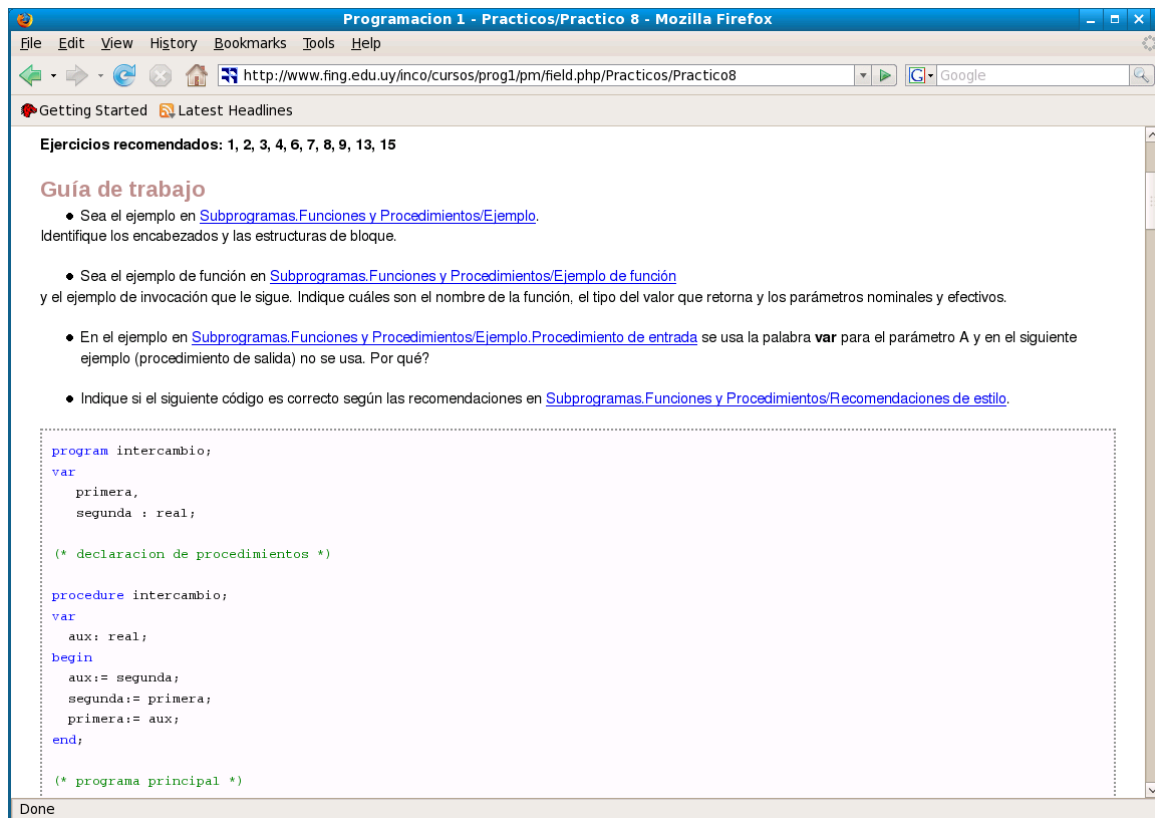 Programacion 1 - Practicos/Practico 8 - Mozilla Firefox
File Edit View History Bookmarks Tools Help
http://www.fing.edu.uy/inco/cursos/prog1/pm/field.php/Practicos/Practico8
G Google
Getting Started Latest Headlines
Ejercicios recomendados: 1, 2, 3, 4, 6, 7, 8, 9, 13, 15
Guía de trabajo
• Sea el ejemplo en Subprogramas.Funciones y Procedimientos/Ejemplo.
Identifique los encabezados y las estructuras de bloque.
• Sea el ejemplo de función en Subprogramas.Funciones y Procedimientos/Ejemplo de función
y el ejemplo de invocación que le sigue. Indique cuáles son el nombre de la función, el tipo del valor que retorna y los parámetros nominales y efectivos.
• En el ejemplo en Subprogramas.Funciones y Procedimientos/Ejemplo.Procedimiento de entrada se usa la palabra var para el parámetro A y en el siguiente
ejemplo (procedimiento de salida) no se usa. Por qué?
• Indique si el siguiente código es correcto según las recomendaciones en Subprogramas.Funciones y Procedimientos/Recomendaciones de estilo.
program intercambio;
var
primera,
segunda : real;
(* declaracion de procedimientos *)
procedure intercambio;
var
aux: real;
begin
aux:= segunda;
segunda:= primera;
primera:= aux;
end;
(* programa principal *)
Done